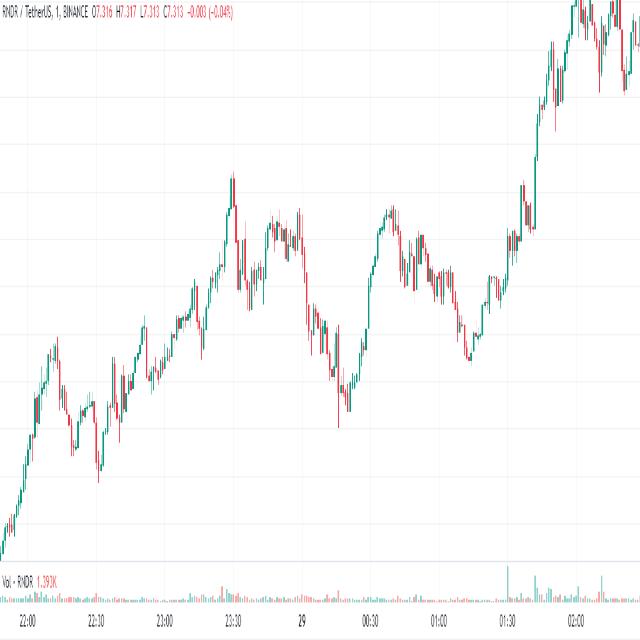 RNDR / TetherUS, 1, BINANCE O7.316 H7.317 L7.313 C7.313 -0.003 (-0.04%)
Vol - RNDR 1.393K
22:00 22:30 23:00 23:30 29 00:30 01:00 01:30 02:00